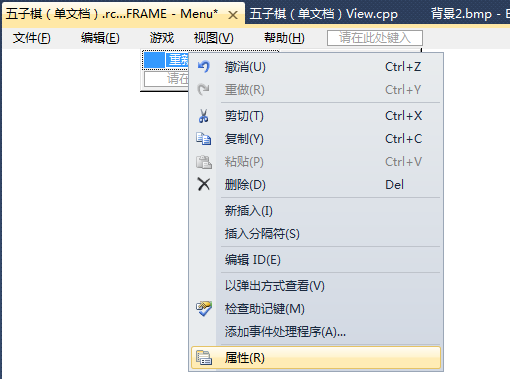 五子棋（单文档）.rc...FRAME - Menu* 五子棋（单文档）View.cpp 背景2.bmp -
文件(F) 编辑(E) 游戏 视图(V) 帮助(H) 请在此处键入
重新
请在
撤消(U) Ctrl+Z
重做(R) Ctrl+Y
剪切(T) Ctrl+X
复制(Y) Ctrl+C
粘贴(P) Ctrl+V
删除(D) Del
新插入(I)
插入分隔符(S)
编辑 ID(E)
以弹出方式查看(V)
检查助记键(M)
添加事件处理程序(A)...
属性(R)